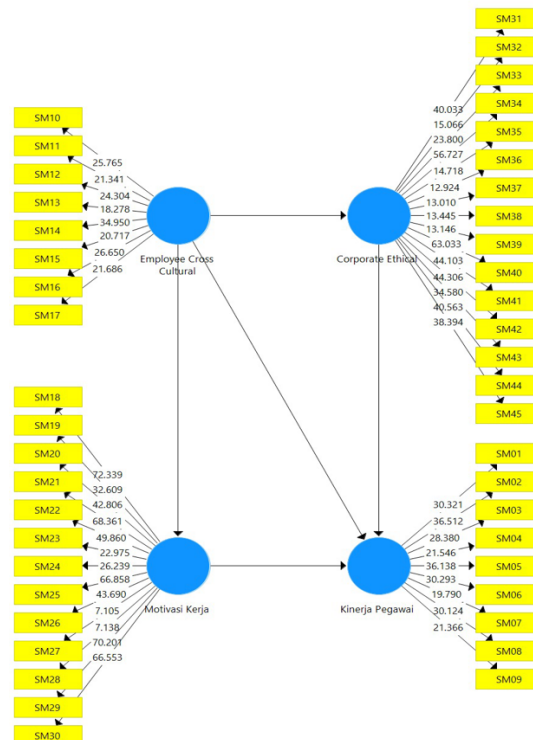 SM31
SM32
SM33
SM34
SM35
SM36
SM37
SM38
SM39
SM40
SM41
SM42
SM43
SM44
SM45
40.033
15.066
23.800
56.727
14.718
12.924
13.010
13.445
13.146
63.033
44.103
44.306
34.580
40.563
38.394
Corporate Ethical
SM10
SM11
SM12
SM13
SM14
SM15
SM16
SM17
25.765
21.341
24.304
18.278
34.950
20.717
26.650
21.686
Employee Cross
Cultural
SM18
SM19
SM20
SM21
SM22
SM23
SM24
SM25
SM26
SM27
SM28
SM29
SM30
72.339
32.609
42.806
68.361
49.860
22.975
26.239
66.858
43.690
7.105
7.138
70.201
66.553
Motivasi Kerja
Kinerja Pegawai
30.321
36.512
28.380
21.546
36.138
30.293
19.790
30.124
21.366
SM01
SM02
SM03
SM04
SM05
SM06
SM07
SM08
SM09